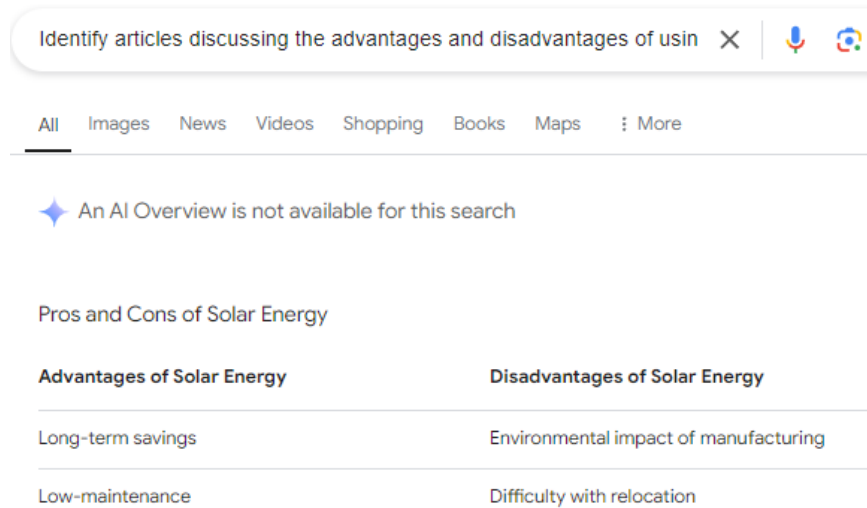 Identify articles discussing the advantages and disadvantages of usin
All Images News Videos Shopping Books Maps More
An AI Overview is not available for this search
Pros and Cons of Solar Energy
Advantages of Solar Energy Disadvantages of Solar Energy
Long-term savings Environmental impact of manufacturing
Low-maintenance Difficulty with relocation